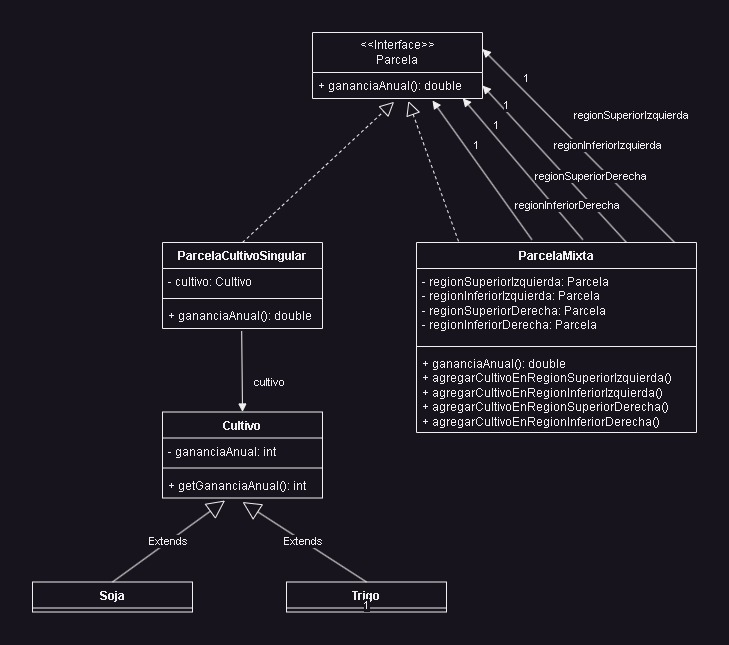 <<Interface>>
Parcela
+ gananciaAnual(): double
1
1
1
1
regionSuperiorIzquierda
regionInferiorIzquierda
regionSuperiorDerecha
regionInferiorDerecha
ParcelaCultivoSingular
- cultivo: Cultivo
+ gananciaAnual(): double
ParcelaMixta
- regionSuperiorIzquierda: Parcela
- regionInferiorIzquierda: Parcela
- regionSuperiorDerecha: Parcela
- regionInferiorDerecha: Parcela
+ gananciaAnual(): double
+ agregarCultivoEnRegionSuperiorIzquierda()
+ agregarCultivoEnRegionInferiorIzquierda()
+ agregarCultivoEnRegionSuperiorDerecha()
+ agregarCultivoEnRegionInferiorDerecha()
cultivo
Cultivo
- gananciaAnual: int
+ getGananciaAnual(): int
Extends
Extends
Soja
Trigo
1